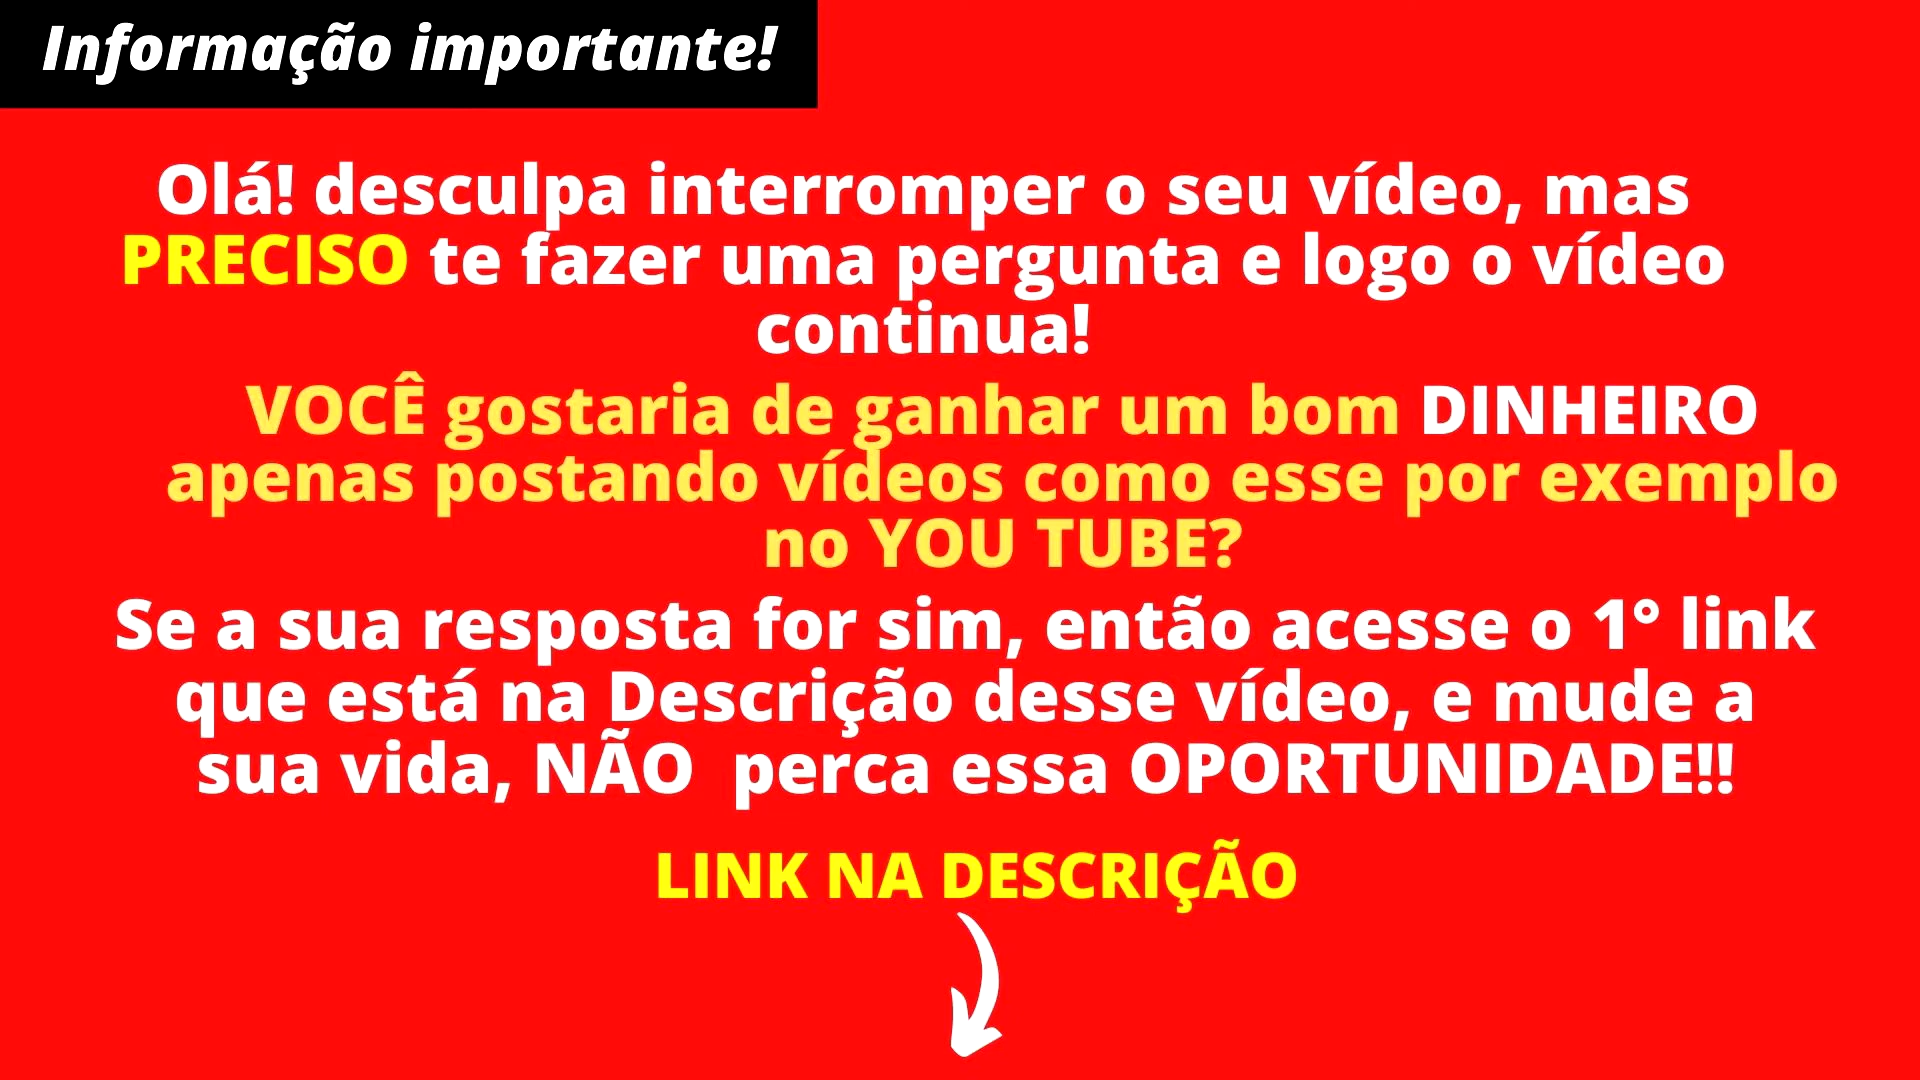 Informação importante!
Olá! desculpa interromper o seu vídeo, mas
PRECISO te fazer uma pergunta e logo o vídeo
continua!
VOCÊ gostaria de ganhar um bom DINHEIRO
apenas postando vídeos como esse por exemplo
no YOU TUBE?
Se a sua resposta for sim, então acesse o 1° link
que está na Descrição desse vídeo, e mude a
sua vida, NÃO perca essa OPORTUNIDADE!!
LINK NA DESCRIÇÃO